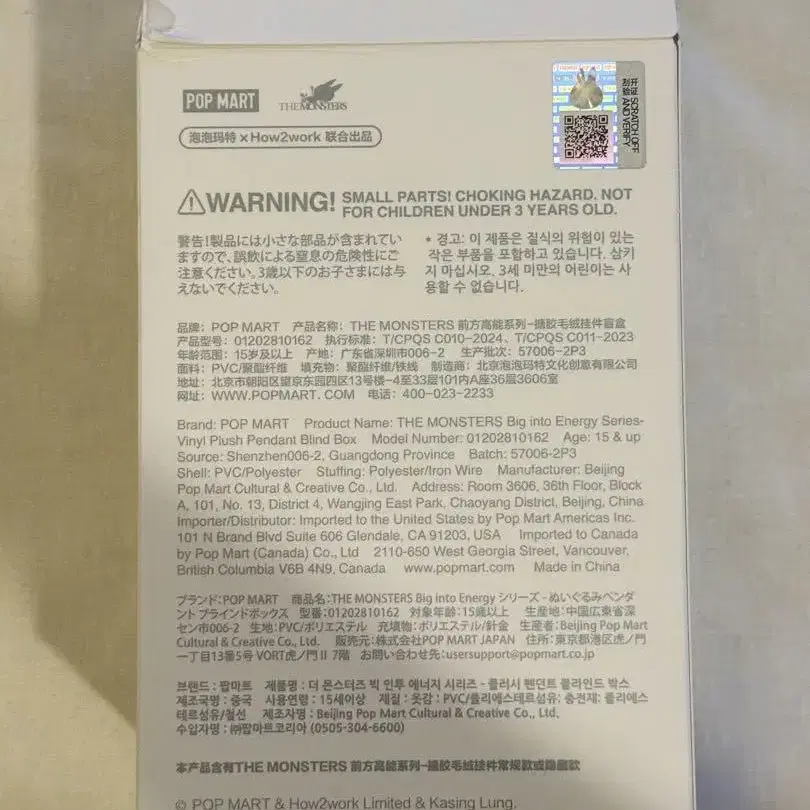 POP MART THE MONSTERS
泡泡玛特 × How2work 联合出品
刮开验证
SCRATCH OFF AND VERIFY
WARNING! SMALL PARTS! CHOKING HAZARD. NOT
FOR CHILDREN UNDER 3 YEARS OLD.
警告!製品には小さな部品が含まれてい
ますので、誤飲による窒息の危険性にご
注意ください。3歳以下のお子さまには与
えないでください。
* 경고: 이 제품은 질식의 위험이 있는
작은 부품을 포함하고 있습니다. 삼키
지 마십시오. 3세 미만의 어린이는 사
용할 수 없습니다.
品牌: POP MART 产品名称: THE MONSTERS 前方高能系列-搪胶毛绒挂件盲盒
产品型号: 01202810162 执行标准: T/CPQS C010-2024、T/CPQS C011-2023
年龄范围: 15岁及以上 产地: 广东省深圳市006-2 生产批次: 57006-2P3
面料: PVC/聚酯纤维 填充物: 聚酯纤维/铁线 制造商: 北京泡泡玛特文化创意有限公司
地址: 北京市朝阳区望京东园四区13号楼-4至33层101内A座36层3606室
网址: WWW.POPMART.COM 电话: 400-023-2233
Brand: POP MART Product Name: THE MONSTERS Big into Energy Series-
Vinyl Plush Pendant Blind Box Model Number: 01202810162 Age: 15 & up
Source: Shenzhen006-2, Guangdong Province Batch: 57006-2P3
Shell: PVC/Polyester Stuffing: Polyester/Iron Wire Manufacturer: Beijing
Pop Mart Cultural & Creative Co., Ltd. Address: Room 3606, 36th Floor, Block
A, 101, No. 13, District 4, Wangjing East Park, Chaoyang District, Beijing, China
Importer/Distributor: Imported to the United States by Pop Mart Americas Inc.
101 N Brand Blvd Suite 606 Glendale, CA 91203, USA Imported to Canada
by Pop Mart (Canada) Co., Ltd 2110-650 West Georgia Street, Vancouver,
British Columbia V6B 4N9, Canada www.popmart.com Made in China
ブランド:POP MART 商品名:THE MONSTERS Big into Energy シリーズ - ぬいぐるみペンダ
ント ブラインドボックス 型番:01202810162 対象年齢:15歳以上 生産地:中国広東省深
セン市006-2 生地:PVC/ポリエステル 充填物:ポリエステル/針金 生産者:Beijing Pop Mart
Cultural & Creative Co., Ltd. 販売元:株式会社POP MART JAPAN 住所:東京都港区虎ノ門
一丁目13番5号 VORT虎ノ門Ⅱ 7階 お問い合わせ先:usersupport@popmart.co.jp
브랜드 : 팝마트 제품명 : 더 몬스터즈 빅 인투 에너지 시리즈 - 플러시 펜던트 블라인드 박스
제조국명 : 중국 사용연령 : 15세이상 재질 : 옷감 : PVC/폴리에스테르섬유; 충전재: 폴리에스
테르섬유/철선 제조자명 : Beijing Pop Mart Cultural & Creative Co., Ltd.
수입자명 : ㈜팝마트코리아 (0505-304-6600)
本产品含有THE MONSTERS 前方高能系列-搪胶毛绒挂件常规款或隐藏款
© POP MART & How2work Limited & Kasing Lung.